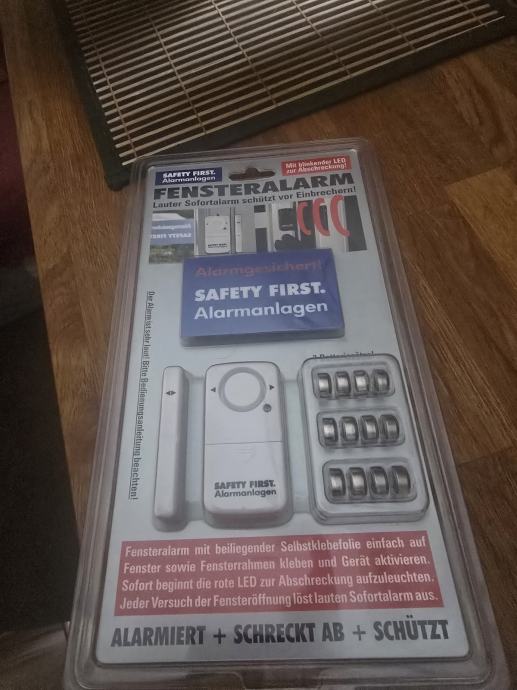 SAFETY FIRST.
Alarmanlagen
Mit blinkender LED
zur Abschreckung!
FENSTERALARM
Lauter Sofortalarm schützt vor Einbrechern!
Alarmgesichert!
SAFETY FIRST.
Alarmanlagen
Der Alarm ist sehr laut! Bitte Bedienungsanleitung beachten!
SAFETY FIRST.
Alarmanlagen
Fensteralarm mit beiliegender Selbstklebefolie einfach auf
Fenster sowie Fensterrahmen kleben und Gerät aktivieren.
Sofort beginnt die rote LED zur Abschreckung aufzuleuchten.
Jeder Versuch der Fensteröffnung löst lauten Sofortalarm aus.
ALARMIERT + SCHRECKT AB + SCHÜTZT